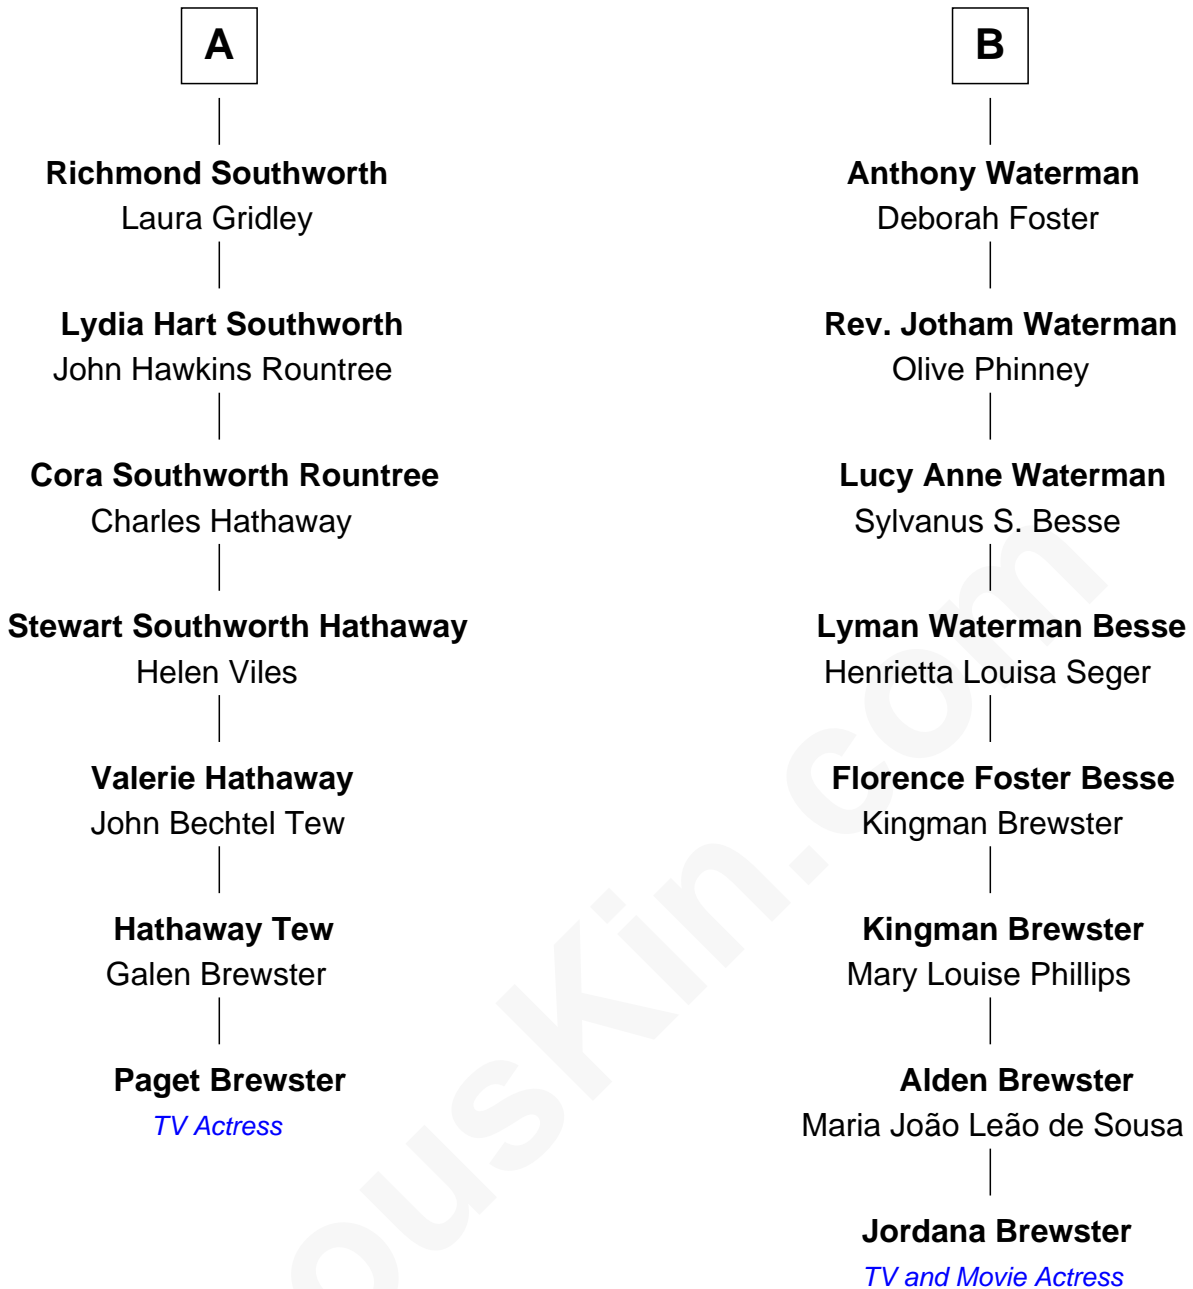 A
Richmond Southworth
Laura Gridley
Lydia Hart Southworth
John Hawkins Rountree
Cora Southworth Rountree
Charles Hathaway
Stewart Southworth Hathaway
Helen Viles
Valerie Hathaway
John Bechtel Tew
Hathaway Tew
Galen Brewster
Paget Brewster
TV Actress
B
Anthony Waterman
Deborah Foster
Rev. Jotham Waterman
Olive Phinney
Lucy Anne Waterman
Sylvanus S. Besse
Lyman Waterman Besse
Henrietta Louisa Seger
Florence Foster Besse
Kingman Brewster
Kingman Brewster
Mary Louise Phillips
Alden Brewster
Maria João Leão de Sousa
Jordana Brewster
TV and Movie Actress
ousKin.com